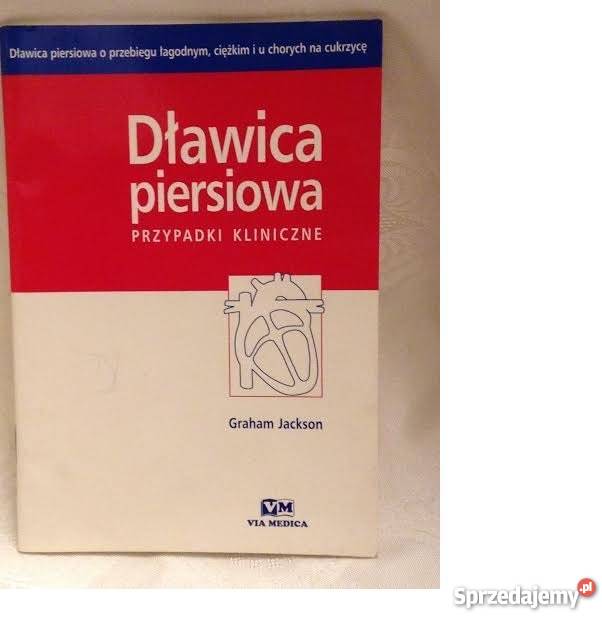 Dławica piersiowa o przebiegu łagodnym, ciężkim i u chorych na cukrzycę
Dławica
piersiowa
PRZYPADKI KLINICZNE
Graham Jackson
VM
VIA MEDICA
Sprzedajemy.pl